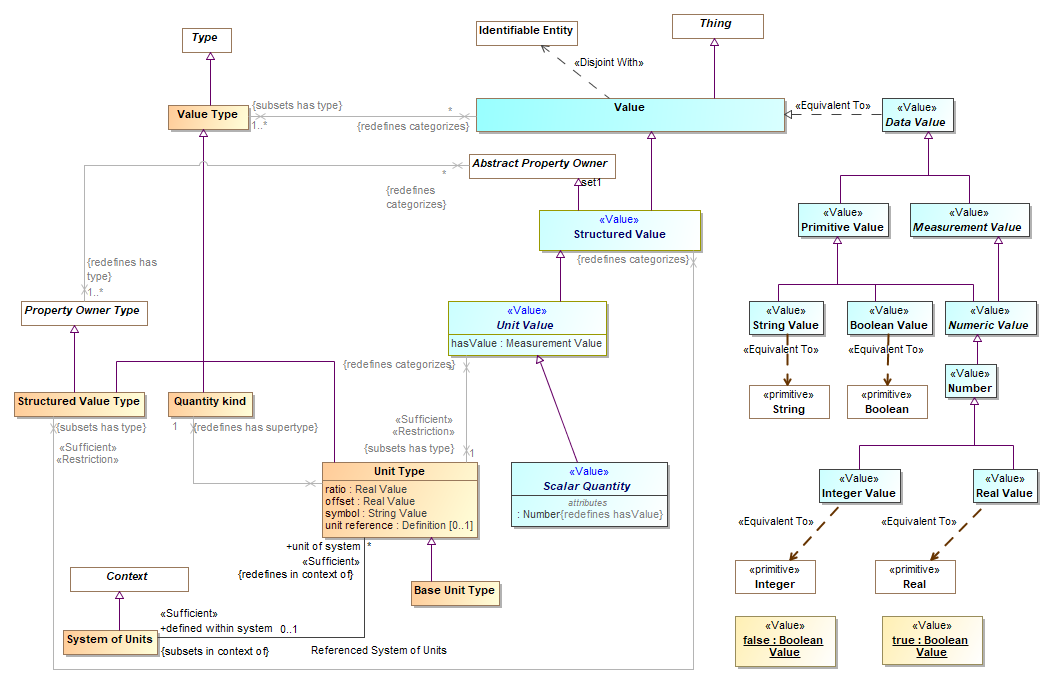 Type
Identifiable Entity
Thing
«Disjoint With»
Value Type
{subsets has type}
1..*
*
{redefines categorizes}
Value
«Equivalent To»
«Value»
Data Value
Abstract Property Owner
*
{redefines
categorizes}
set1
«Value»
Structured Value
{redefines categorizes}
«Value»
Primitive Value
«Value»
Measurement Value
{redefines has
type}
1..*
Property Owner Type
«Value»
Unit Value
hasValue : Measurement Value
{redefines categorizes}
«Value»
String Value
«Value»
Boolean Value
«Value»
Numeric Value
«Equivalent To»
«Equivalent To»
«primitive»
String
«primitive»
Boolean
«Value»
Number
Structured Value Type
Quantity kind
{subsets has type}
1
{redefines has supertype}
«Sufficient»
«Restriction»
«Sufficient»
«Restriction»
{subsets has type}
1
Unit Type
ratio : Real Value
offset : Real Value
symbol : String Value
unit reference : Definition [0..1]
«Value»
Scalar Quantity
attributes
: Number{redefines hasValue}
«Value»
Integer Value
«Value»
Real Value
«Equivalent To»
«Equivalent To»
«primitive»
Integer
«primitive»
Real
+unit of system
*
«Sufficient»
{redefines in context of}
Base Unit Type
Context
«Sufficient»
+defined within system
0..1
System of Units
{subsets in context of}
Referenced System of Units
«Value»
false : Boolean
Value
«Value»
true : Boolean
Value